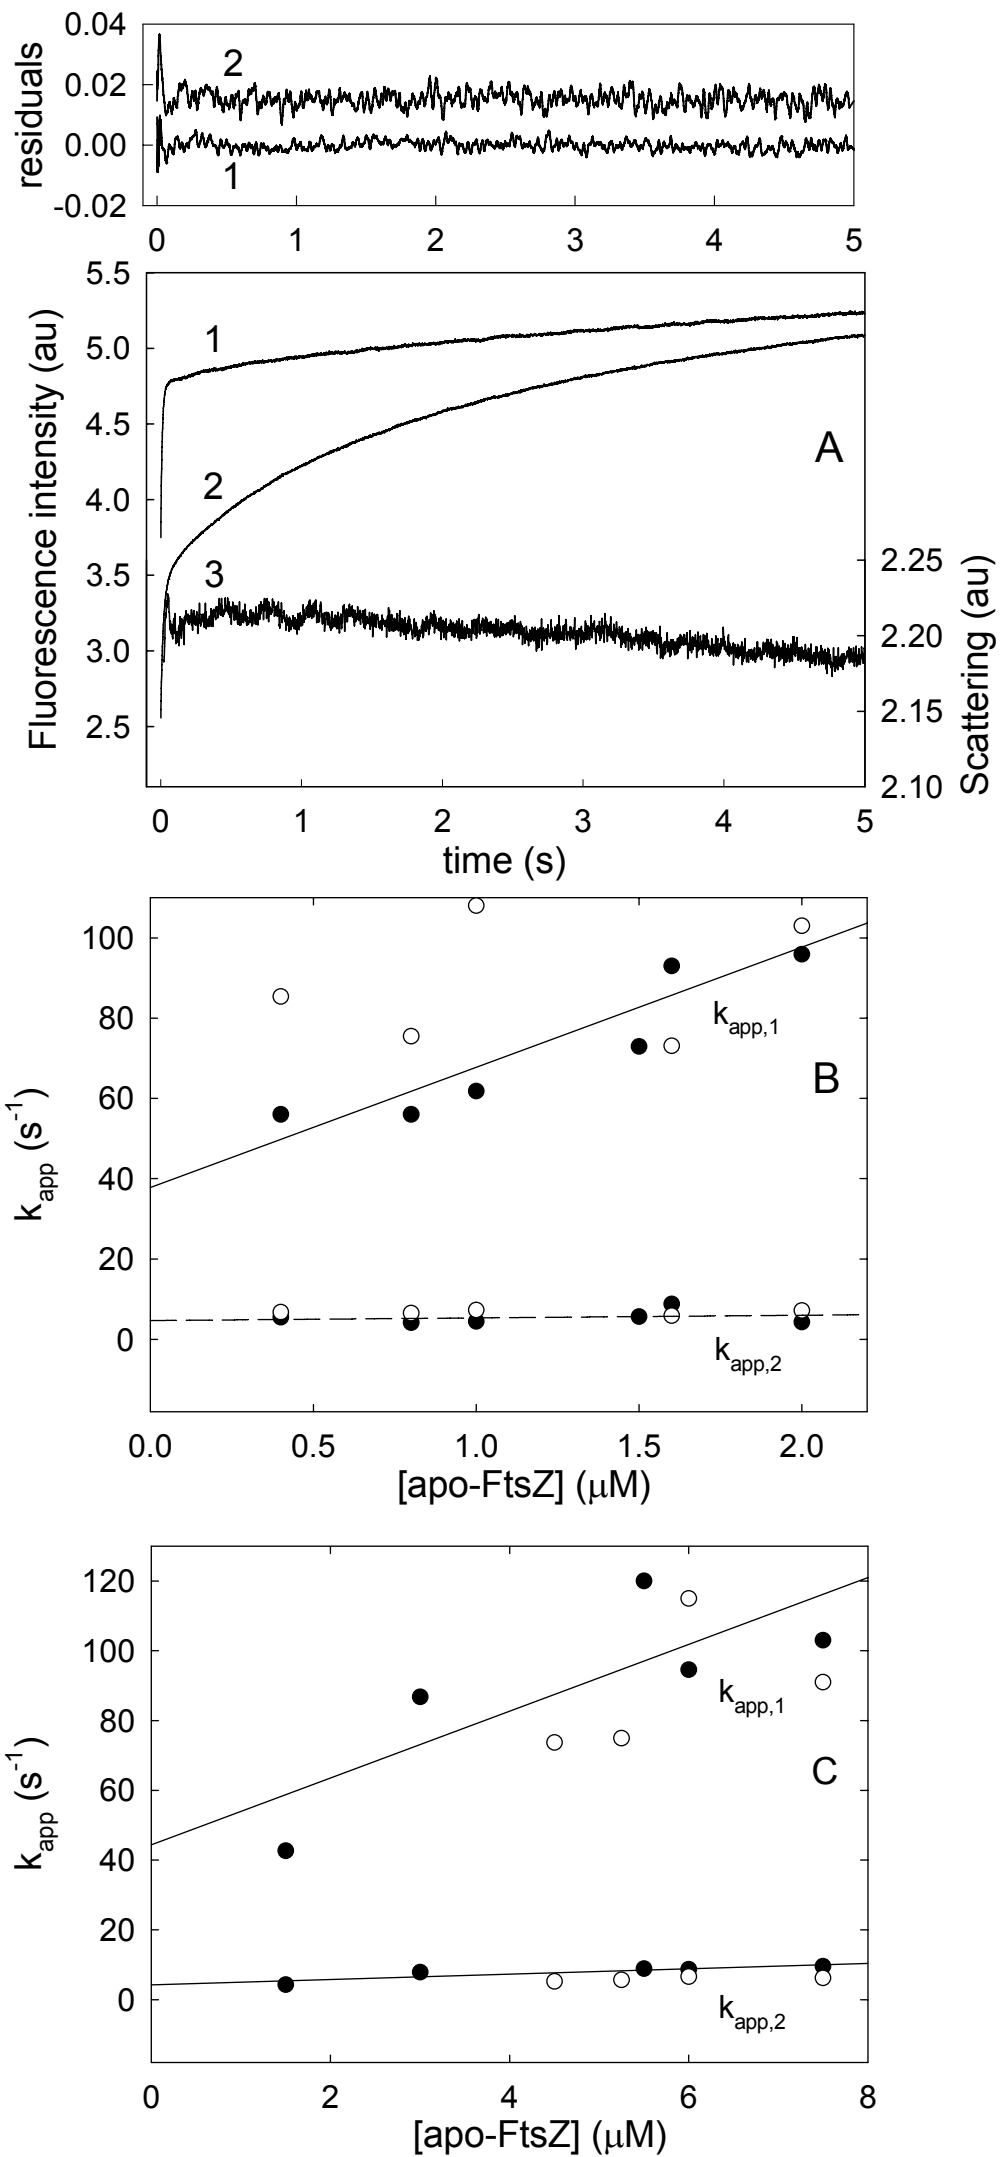 0.04
0.02
0.00
-0.02
residuals
2
1
0 1 2 3 4 5
5.5
5.0
4.5
4.0
3.5
3.0
2.5
Fluorescence intensity (au)
1
2
3
A
2.25
2.20
2.15
2.10
Scattering (au)
0 1 2 3 4 5
time (s)
100
80
60
40
20
0
k_app (s^-1)
k_app,1
B
k_app,2
0.0 0.5 1.0 1.5 2.0
[apo-FtsZ] (μM)
120
100
80
60
40
20
0
k_app (s^-1)
k_app,1
C
k_app,2
0 2 4 6 8
[apo-FtsZ] (μM)